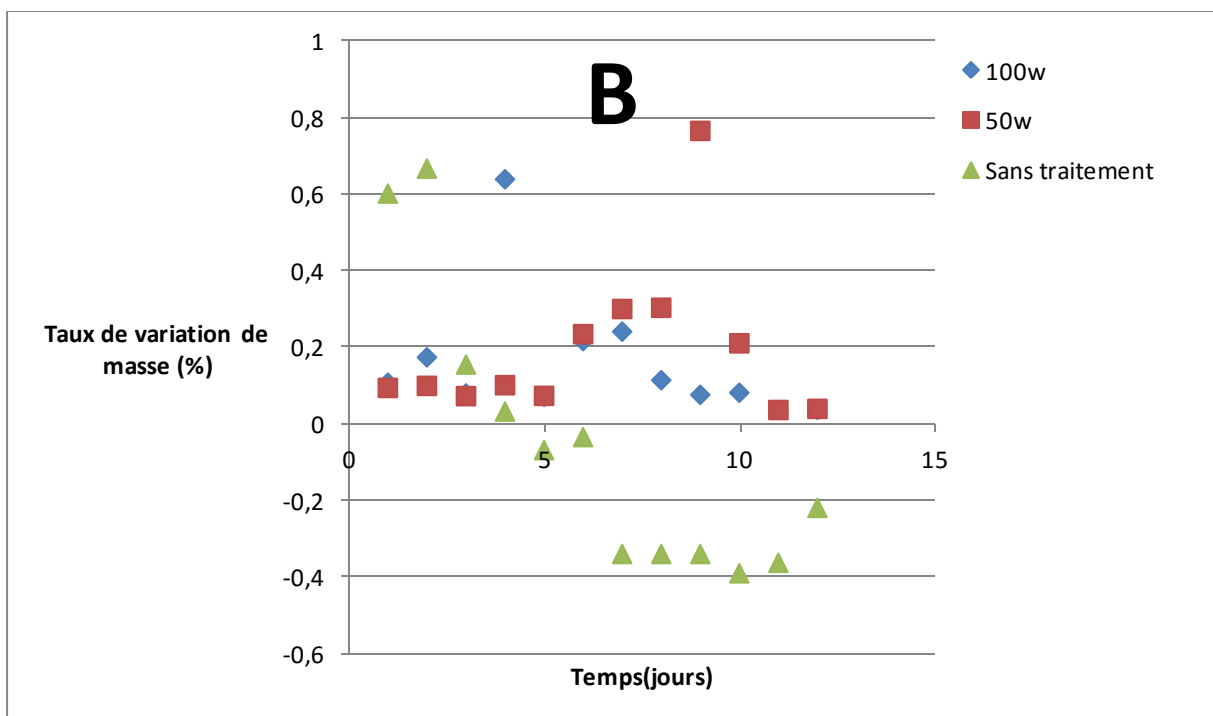 B
1
0,8
0,6
0,4
0,2
0
-0,2
-0,4
-0,6
0
5
10
15
Taux de variation de
masse (%)
Temps(jours)
100w
50w
Sans traitement